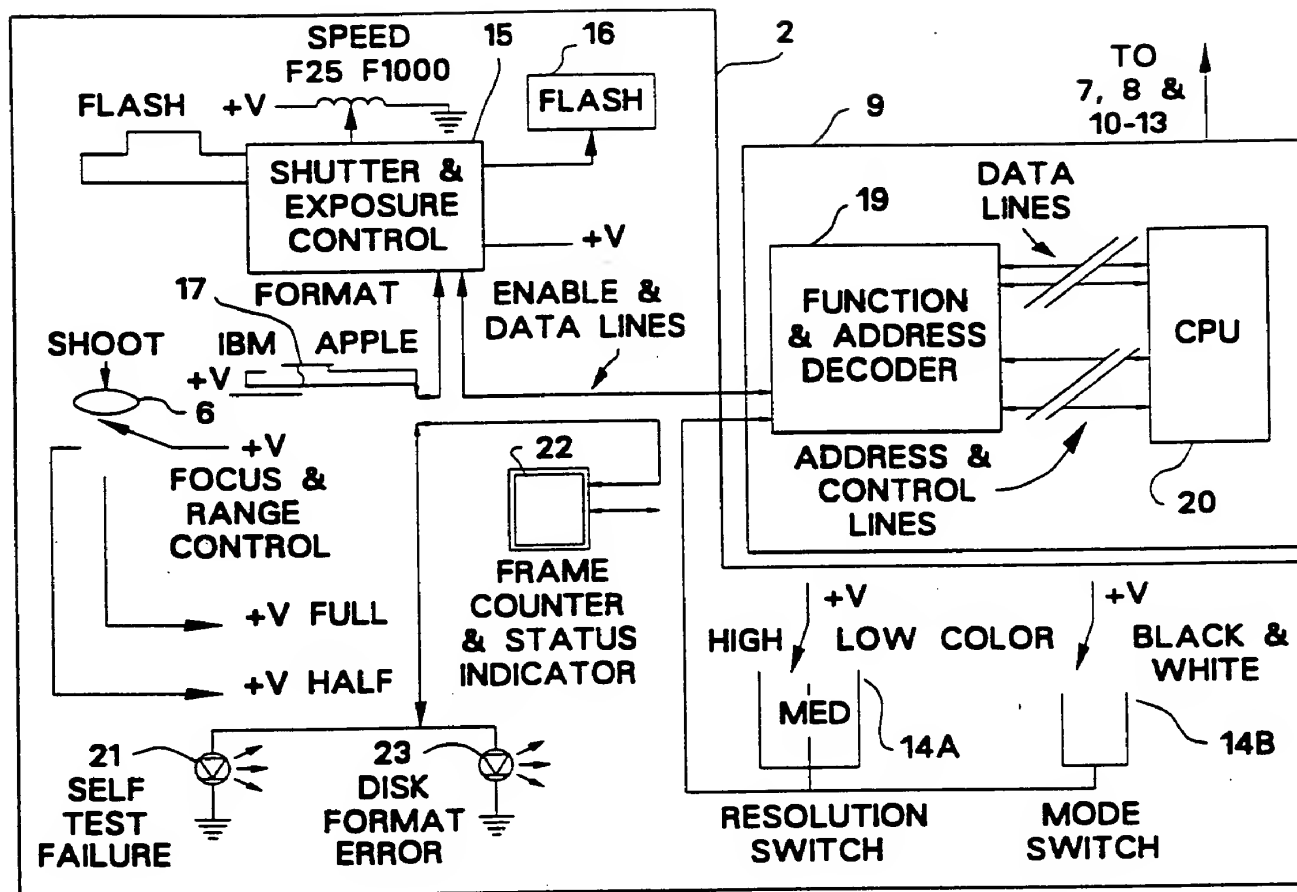 SPEED
F25 F1000
15
16
2
FLASH
+V
FLASH
SHUTTER &
EXPOSURE
CONTROL
+V
TO
7, 8 &
10-13
9
DATA
LINES
19
FUNCTION
& ADDRESS
DECODER
CPU
ADDRESS &
CONTROL
LINES
20
17
FORMAT
IBM APPLE
ENABLE &
DATA LINES
SHOOT
+V
6
+V
FOCUS &
RANGE
CONTROL
22
FRAME
COUNTER
& STATUS
INDICATOR
+V FULL
+V HALF
21
SELF
TEST
FAILURE
23
DISK
FORMAT
ERROR
+V
HIGH LOW
MED
14A
RESOLUTION
SWITCH
+V
COLOR BLACK &
WHITE
14B
MODE
SWITCH